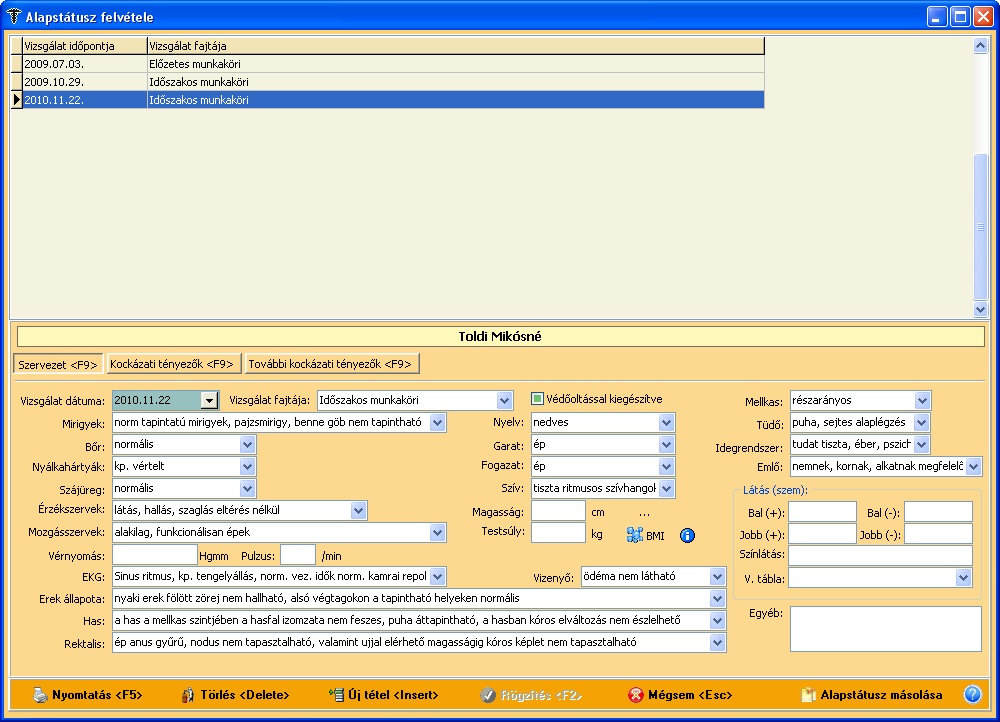 Alapstátusz felvétele
Vizsgálat időpontja Vizsgálat fajtája
2009.07.03. Előzetes munkaköri
2009.10.29. Időszakos munkaköri
2010.11.22. Időszakos munkaköri
Toldi Mikósné
Szervezet <F9> Kockázati tényezők <F9> További kockázati tényezők <F9>
Vizsgálat dátuma: 2010.11.22 Vizsgálat fajtája: Időszakos munkaköri Védőoltással kiegészítve Mellkas: részarányos
Mirigyek: norm tapintatú mirigyek, pajzsmirigy, benne göb nem tapintható Nyelv: nedves Tüdő: puha, sejtes alaplégzés
Bőr: normális Garat: ép Idegrendszer: tudat tiszta, éber, pszich
Nyálkahártyák: kp. vértelt Fogazat: ép Emlő: nemnek, kornak, alkatnak megfelelő
Szájüreg: normális Szív: tiszta ritmusos szívhangok Látás (szem):
Érzékszervek: látás, hallás, szaglás eltérés nélkül Magasság: cm ... Bal (+): Bal (-):
Mozgásszervek: alakilag, funkcionálisan épek Testsúly: kg BMI Jobb (+): Jobb (-):
Vérnyomás: Hgmm Pulzus: /min Színlátás:
EKG: Sinus ritmus, kp. tengelyállás, norm. vez. idők norm. kamrai repol Vizenyő: ödéma nem látható V. tábla:
Erek állapota: nyaki erek fölött zörej nem hallható, alsó végtagokon a tapintható helyeken normális
Has: a has a mellkas szintjében a hasfal izomzata nem feszes, puha áttapintható, a hasban kóros elváltozás nem észlelhető Egyéb:
Rektalis: ép anus gyűrű, nodus nem tapasztalható, valamint ujjal elérhető magasságig kóros képlet nem tapasztalható
Nyomtatás <F5> Törlés <Delete> Új tétel <Insert> Rögzítés <F2> Mégsem <Esc> Alapstátusz másolása